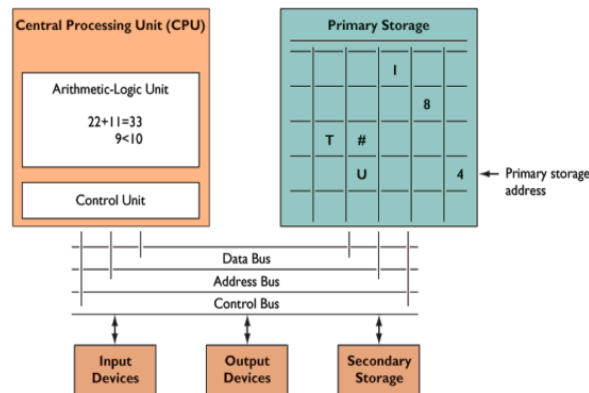 Central Processing Unit (CPU)
Arithmetic-Logic Unit
22+11=33
9<10
Control Unit
Primary Storage
I
8
T #
U 4
Primary storage
address
Data Bus
Address Bus
Control Bus
Input
Devices
Output
Devices
Secondary
Storage